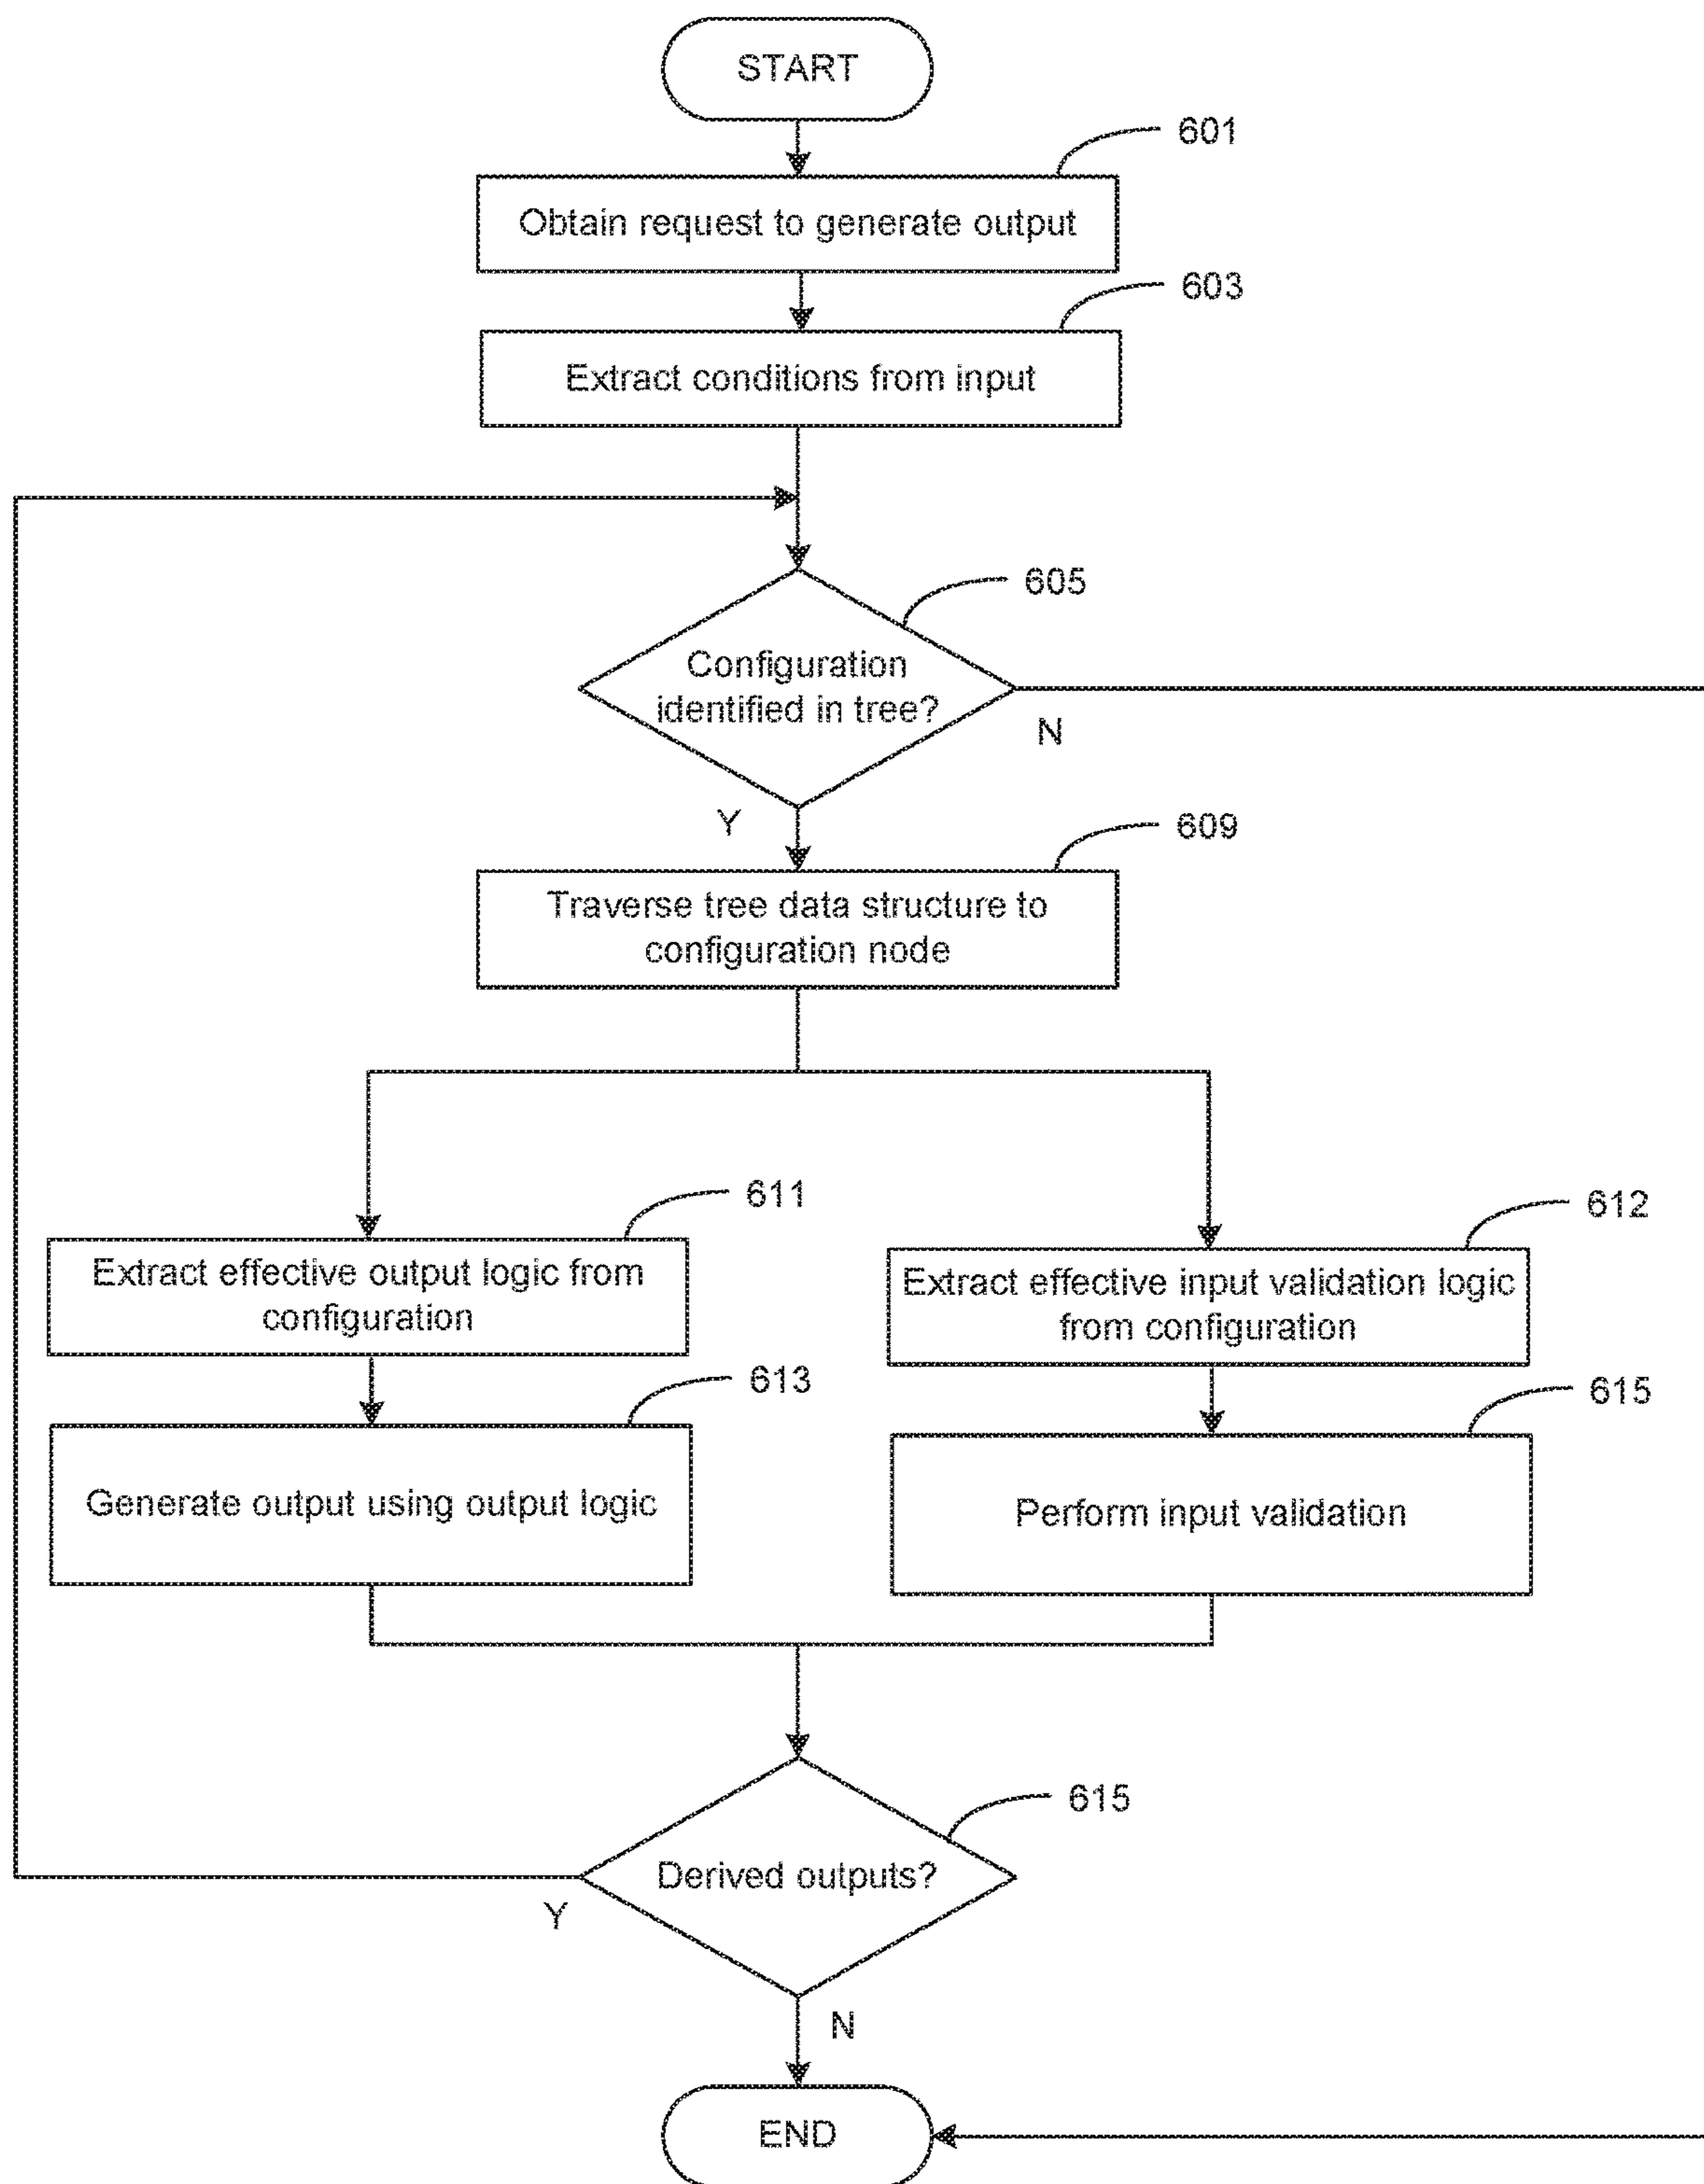 START
601
Obtain request to generate output
603
Extract conditions from input
605
Configuration
identified in tree?
N
Y
609
Traverse tree data structure to
configuration node
611
Extract effective output logic from
configuration
612
Extract effective input validation logic
from configuration
613
Generate output using output logic
615
Perform input validation
615
Derived outputs?
Y
N
END